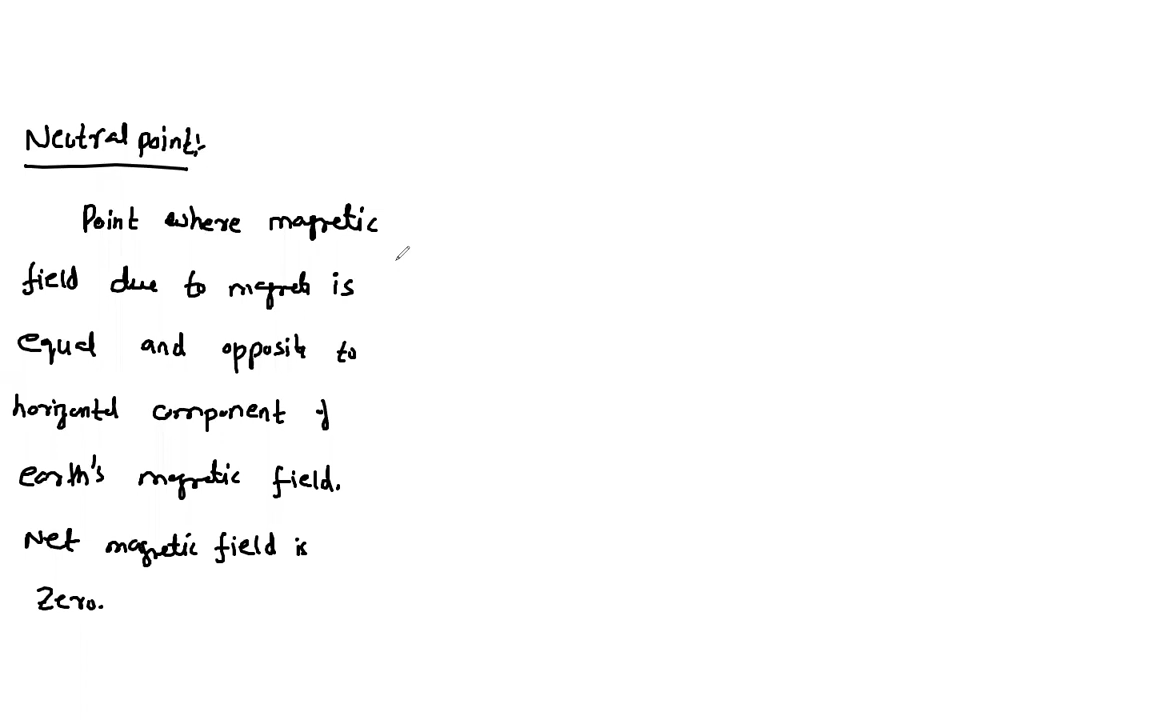 Neutral point:-
Point where magnetic
field due to magnet is
equal and opposite to
horizontal component of
earth's magnetic field.
Net magnetic field is
Zero.